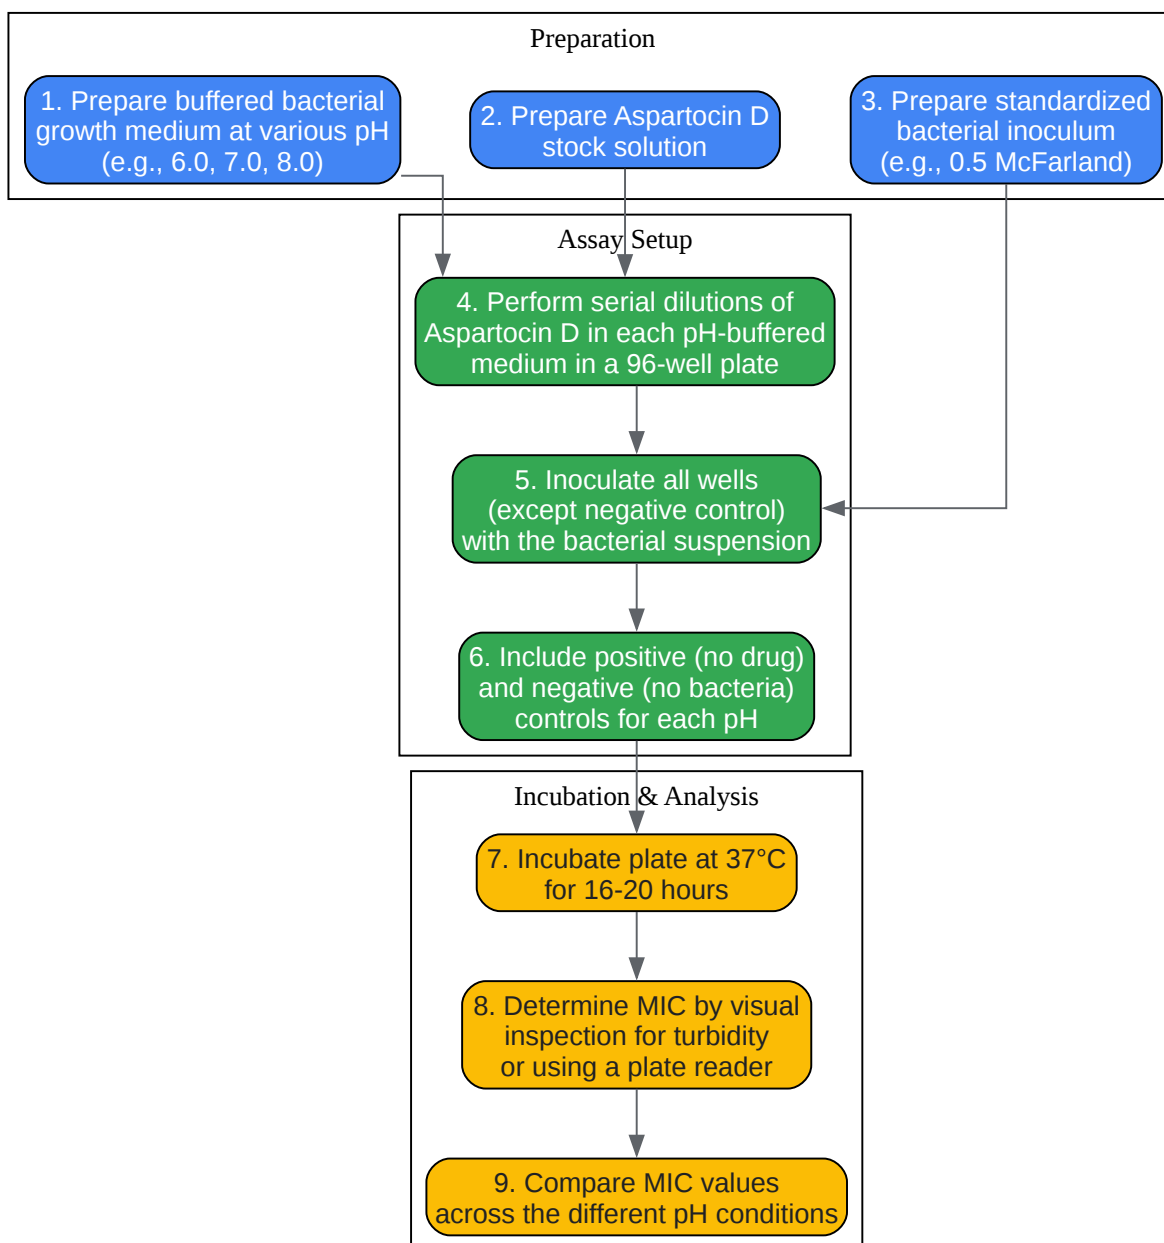 Preparation
1. Prepare buffered bacterial
growth medium at various pH
(e.g., 6.0, 7.0, 8.0)
2. Prepare Aspartocin D
stock solution
3. Prepare standardized
bacterial inoculum
(e.g., 0.5 McFarland)
Assay Setup
4. Perform serial dilutions of
Aspartocin D in each pH-buffered
medium in a 96-well plate
5. Inoculate all wells
(except negative control)
with the bacterial suspension
6. Include positive (no drug)
and negative (no bacteria)
controls for each pH
Incubation & Analysis
7. Incubate plate at 37°C
for 16-20 hours
8. Determine MIC by visual
inspection for turbidity
or using a plate reader
9. Compare MIC values
across the different pH conditions